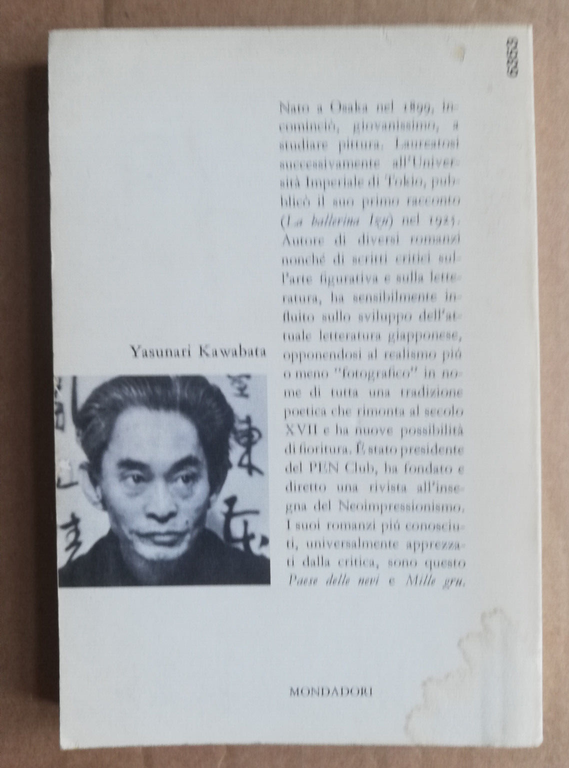 6363
Nato a Osaka nel 1899, in-
cominciò, giovanissimo, a
studiare pittura. Laureatosi
successivamente all'Univer-
sità Imperiale di Tokio, pub-
blicò il suo primo racconto
(La ballerina Izu) nel 1925.
Autore di diversi romanzi
nonché di scritti critici sul-
l'arte figurativa e sulla lette-
ratura, ha sensibilmente in-
fluito sullo sviluppo dell'at-
tuale letteratura giapponese,
opponendosi al realismo più
o meno "fotografico" in no-
me di tutta una tradizione
poetica che rimonta al secolo
XVII e ha nuove possibilità
di fioritura. È stato presidente
del PEN Club, ha fondato e
diretto una rivista all'inse-
gna del Neoimpressionismo.
I suoi romanzi più conosciu-
ti, universalmente apprezza-
ti dalla critica, sono questo
Paese delle nevi e Mille gru.
Yasunari Kawabata
MONDADORI